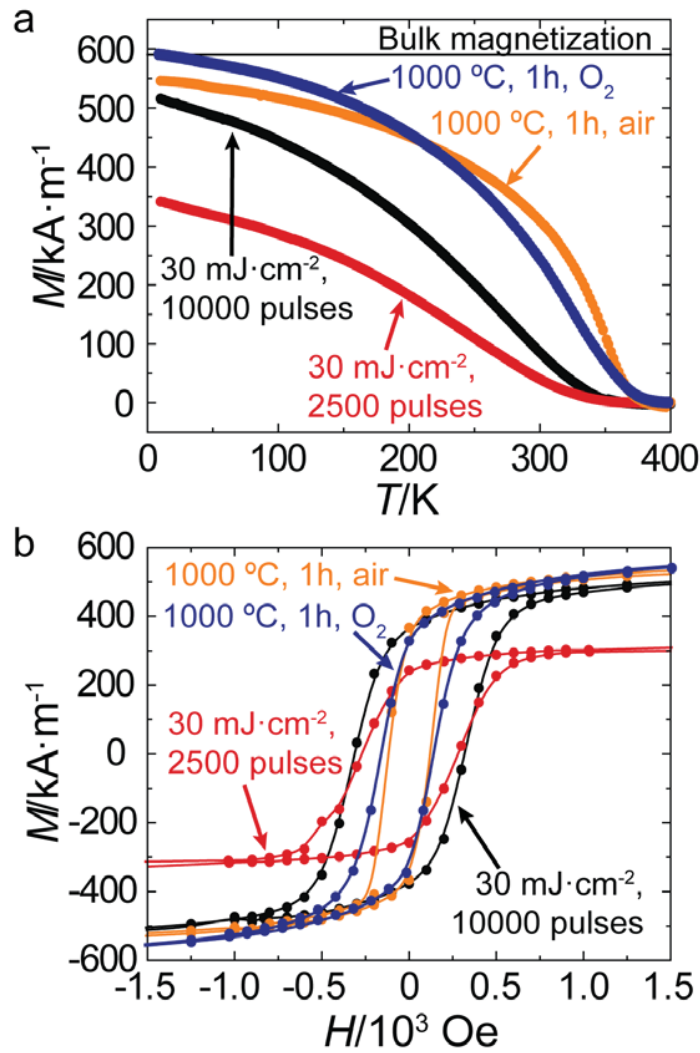 a
Bulk magnetization
1000 ºC, 1h, O₂
1000 ºC, 1h, air
30 mJ·cm⁻²,
10000 pulses
30 mJ·cm⁻²,
2500 pulses
M/kA·m⁻¹
600
500
400
300
200
100
0
0 100 200 300 400
T/K
b
1000 ºC, 1h, air
1000 ºC, 1h, O₂
30 mJ·cm⁻²,
2500 pulses
30 mJ·cm⁻²,
10000 pulses
M/kA·m⁻¹
600
400
200
0
-200
-400
-600
-1.5 -1.0 -0.5 0 0.5 1.0 1.5
H/10³ Oe